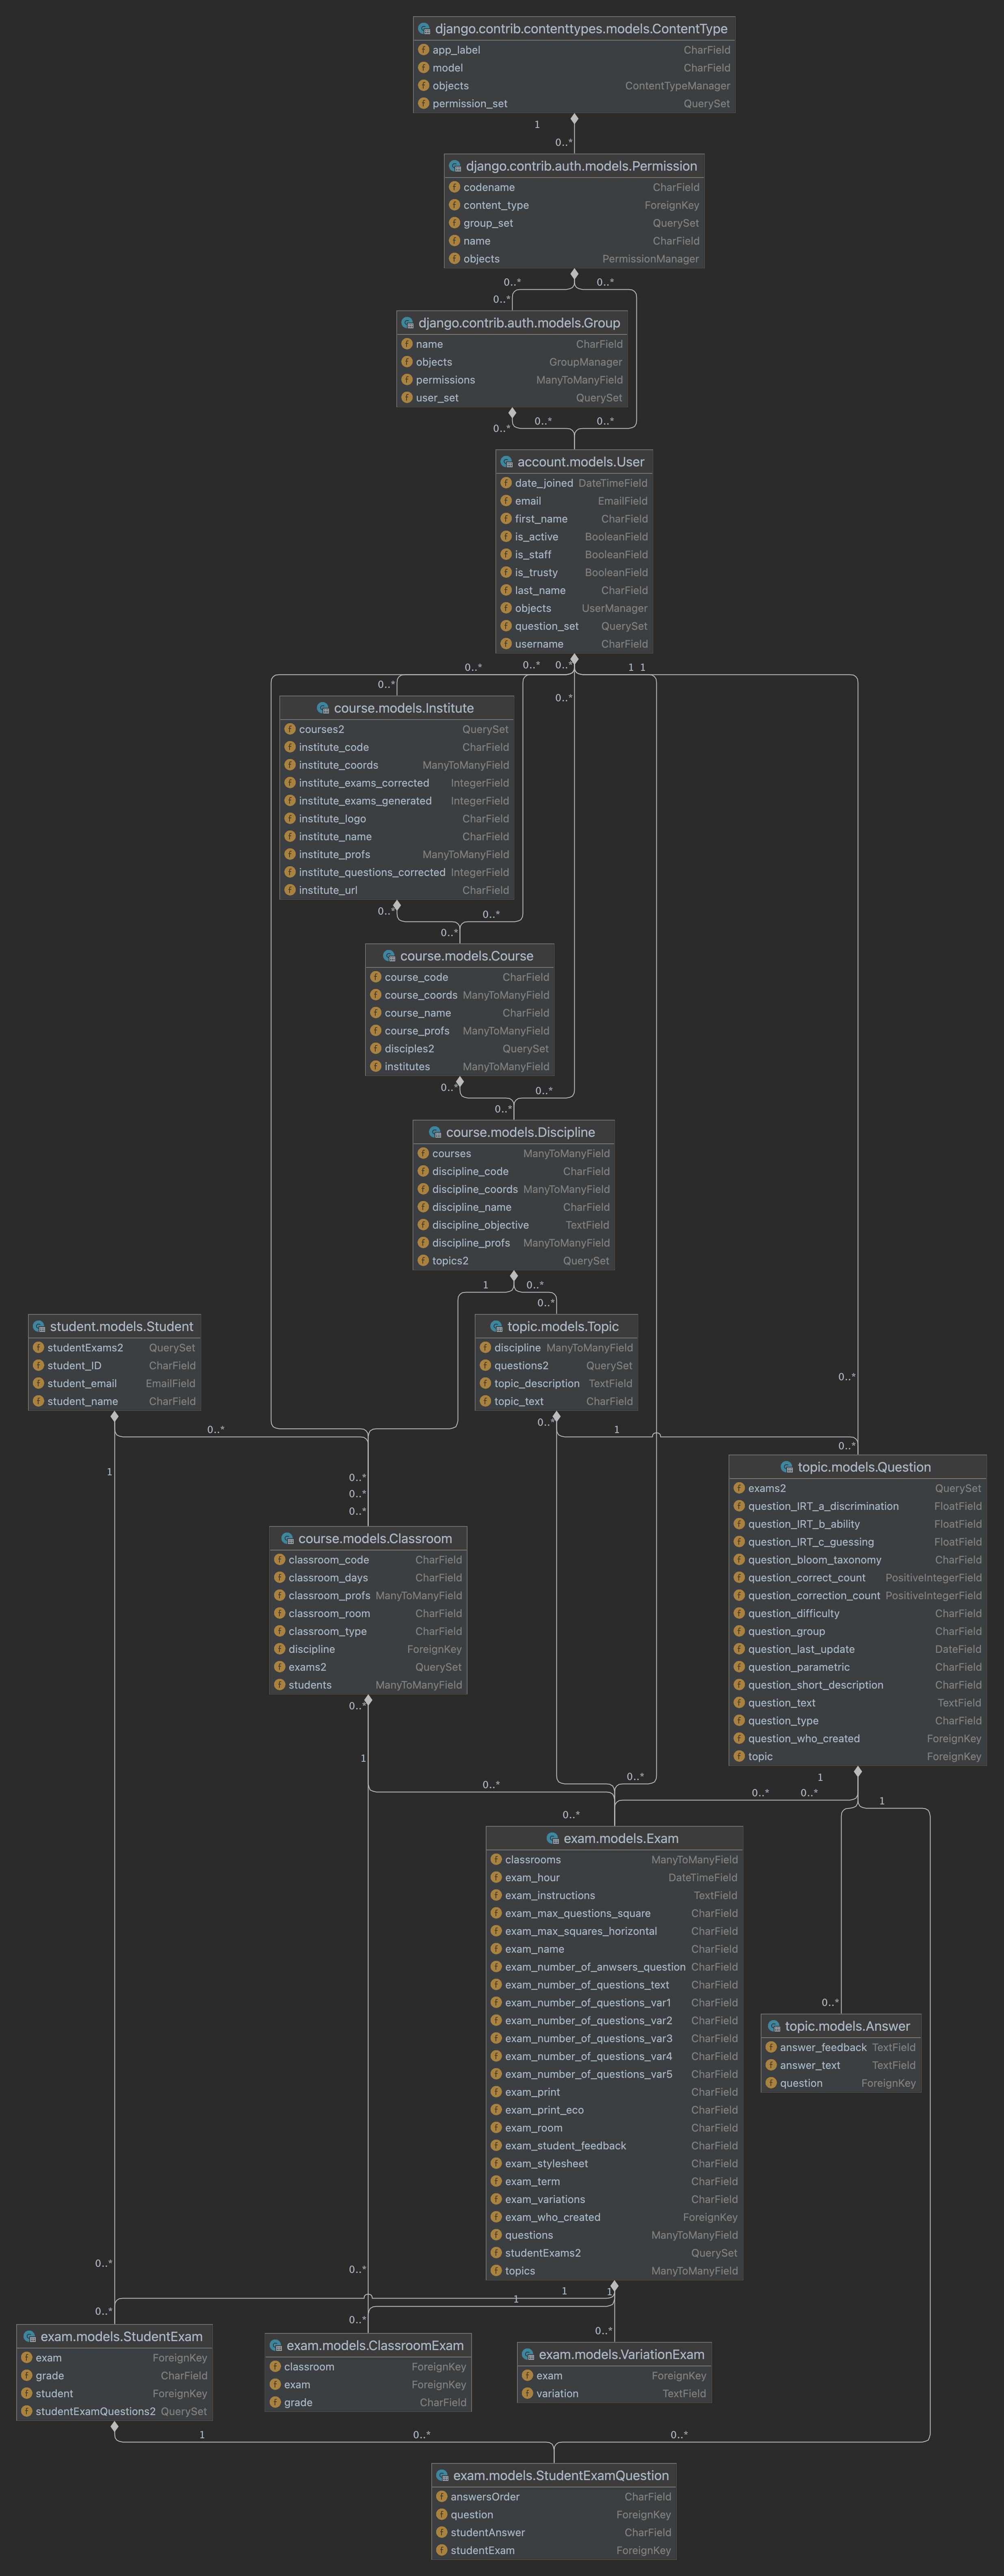 django.contrib.contenttypes.models.ContentType
app_label CharField
model CharField
objects ContentTypeManager
permission_set QuerySet
1
0..*
django.contrib.auth.models.Permission
codename CharField
content_type ForeignKey
group_set QuerySet
name CharField
objects PermissionManager
0..* 0..*
0..*
django.contrib.auth.models.Group
name CharField
objects GroupManager
permissions ManyToManyField
user_set QuerySet
0..* 0..* 0..*
account.models.User
date_joined DateTimeField
email EmailField
first_name CharField
is_active BooleanField
is_staff BooleanField
is_trusty BooleanField
last_name CharField
objects UserManager
question_set QuerySet
username CharField
0..* 0..* 0..* 1 1
0..*
0..*
course.models.Institute
courses2 QuerySet
institute_code CharField
institute_coords ManyToManyField
institute_exams_corrected IntegerField
institute_exams_generated IntegerField
institute_logo CharField
institute_name CharField
institute_profs ManyToManyField
institute_questions_corrected IntegerField
institute_url CharField
0..* 0..*
0..*
course.models.Course
course_code CharField
course_coords ManyToManyField
course_name CharField
course_profs ManyToManyField
disciples2 QuerySet
institutes ManyToManyField
0..* 0..*
0..*
course.models.Discipline
courses ManyToManyField
discipline_code CharField
discipline_coords ManyToManyField
discipline_name CharField
discipline_objective TextField
discipline_profs ManyToManyField
topics2 QuerySet
1 0..*
0..*
student.models.Student
studentExams2 QuerySet
student_ID CharField
student_email EmailField
student_name CharField
topic.models.Topic
discipline ManyToManyField
questions2 QuerySet
topic_description TextField
topic_text CharField
0..*
0..*
0..* 1
0..*
1
0..*
0..*
0..*
topic.models.Question
exams2 QuerySet
question_IRT_a_discrimination FloatField
question_IRT_b_ability FloatField
question_IRT_c_guessing FloatField
question_bloom_taxonomy CharField
question_correct_count PositiveIntegerField
question_correction_count PositiveIntegerField
question_difficulty CharField
question_group CharField
question_last_update DateField
question_parametric CharField
question_short_description CharField
question_text TextField
question_type CharField
question_who_created ForeignKey
topic ForeignKey
course.models.Classroom
classroom_code CharField
classroom_days CharField
classroom_profs ManyToManyField
classroom_room CharField
classroom_type CharField
discipline ForeignKey
exams2 QuerySet
students ManyToManyField
0..*
1
0..* 0..* 1
0..* 0..* 1
0..*
exam.models.Exam
classrooms ManyToManyField
exam_hour DateTimeField
exam_instructions TextField
exam_max_questions_square CharField
exam_max_squares_horizontal CharField
exam_name CharField
exam_number_of_anwsers_question CharField
exam_number_of_questions_text CharField
exam_number_of_questions_var1 CharField
exam_number_of_questions_var2 CharField
exam_number_of_questions_var3 CharField
exam_number_of_questions_var4 CharField
exam_number_of_questions_var5 CharField
exam_print CharField
exam_print_eco CharField
exam_room CharField
exam_student_feedback CharField
exam_stylesheet CharField
exam_term CharField
exam_variations CharField
exam_who_created ForeignKey
questions ManyToManyField
studentExams2 QuerySet
topics ManyToManyField
0..*
topic.models.Answer
answer_feedback TextField
answer_text TextField
question ForeignKey
0..*
0..*
1 1
1
0..*
0..*
0..*
exam.models.StudentExam
exam ForeignKey
grade CharField
student ForeignKey
studentExamQuestions2 QuerySet
exam.models.ClassroomExam
classroom ForeignKey
exam ForeignKey
grade CharField
exam.models.VariationExam
exam ForeignKey
variation TextField
1 0..* 0..*
exam.models.StudentExamQuestion
answersOrder CharField
question ForeignKey
studentAnswer CharField
studentExam ForeignKey